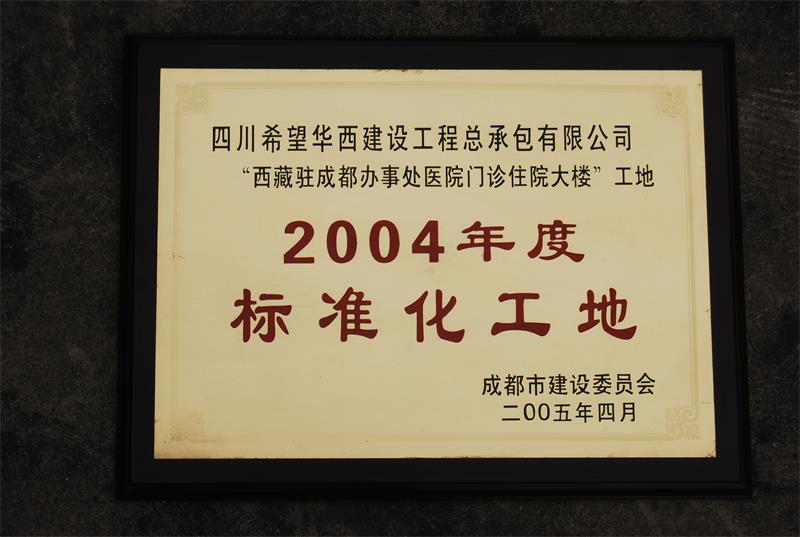 四川希望华西建设工程总承包有限公司
“西藏驻成都办事处医院门诊住院大楼”工地
2004年度
标准化工地
成都市建设委员会
二00五年四月